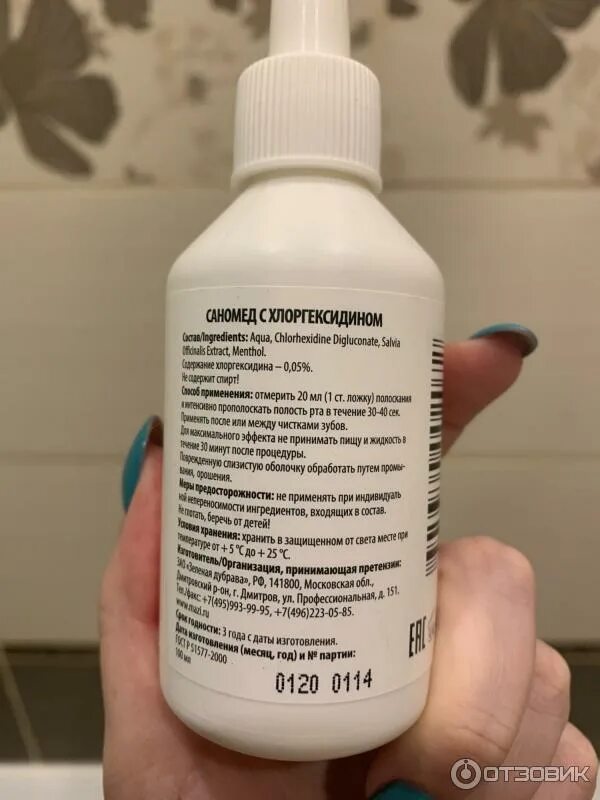 САНОМЕД С ХЛОРГЕКСИДИНОМ
Состав/Ingredients: Aqua, Chlorhexidine Digluconate, Salvia
Officinalis Extract, Menthol.
Содержание хлоргексидина – 0,05%.
Не содержит спирт!
Способ применения: отмерить 20 мл (1 ст. ложку) полоскания
и интенсивно прополоскать полость рта в течение 30-40 сек.
Применять после или между чистками зубов.
Для максимального эффекта не принимать пищу и жидкость в
течение 30 минут после процедуры.
Поврежденную слизистую оболочку обработать путем промы-
вания, орошения.
Меры предосторожности: не применять при индивидуаль
ной непереносимости ингредиентов, входящих в состав.
Не глотать, беречь от детей!
Условия хранения: хранить в защищенном от света месте при
температуре от + 5 °C до + 25 °C.
Изготовитель/Организация, принимающая претензии:
ЗАО «Зеленая дубрава», РФ, 141800, Московская обл.,
Дмитровский р-он, г. Дмитров, ул. Профессиональная, д. 151.
Тел./факс: +7(495)993-99-95, +7(496)223-05-85.
www.mazi.ru
Срок годности: 3 года с даты изготовления.
Дата изготовления (месяц, год) и № партии:
ГОСТ Р 51577-2000
100 мл
0120 0114
EAC
ОТЗОВИК